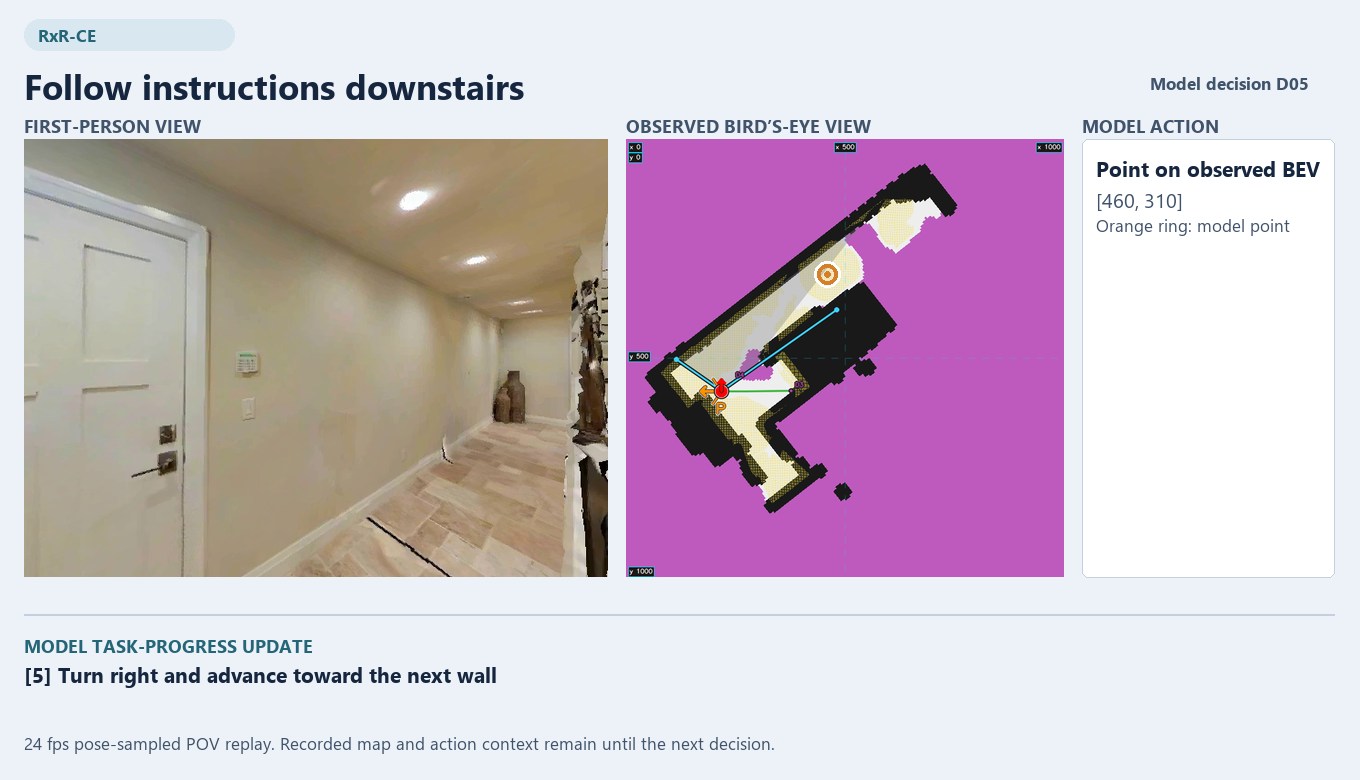 RxR-CE
Follow instructions downstairs
Model decision D05
FIRST-PERSON VIEW
OBSERVED BIRD'S-EYE VIEW
MODEL ACTION
x 0
y 0
x 500
x 1000
y 500
y 1000
P
Point on observed BEV
[460, 310]
Orange ring: model point
MODEL TASK-PROGRESS UPDATE
[5] Turn right and advance toward the next wall
24 fps pose-sampled POV replay. Recorded map and action context remain until the next decision.